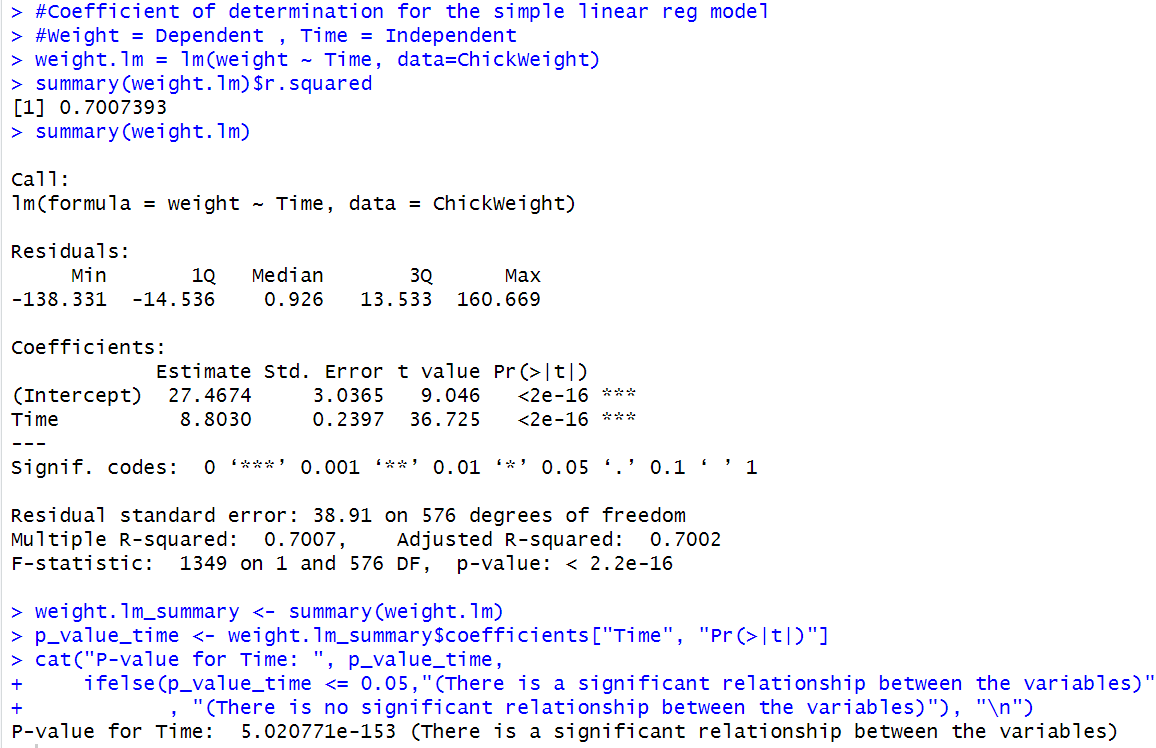 > #Coefficient of determination for the simple linear reg model
> #Weight = Dependent , Time = Independent
> weight.lm = lm(weight ~ Time, data=ChickWeight)
> summary(weight.lm)$r.squared
[1] 0.7007393
> summary(weight.lm)

Call:
lm(formula = weight ~ Time, data = ChickWeight)

Residuals:
     Min       1Q   Median       3Q      Max
-138.331  -14.536    0.926   13.533  160.669

Coefficients:
            Estimate Std. Error t value Pr(>|t|)
(Intercept)  27.4674     3.0365   9.046   <2e-16 ***
Time          8.8030     0.2397  36.725   <2e-16 ***
---
Signif. codes:  0 ‘***’ 0.001 ‘**’ 0.01 ‘*’ 0.05 ‘.’ 0.1 ‘ ’ 1

Residual standard error: 38.91 on 576 degrees of freedom
Multiple R-squared:  0.7007,	Adjusted R-squared:  0.7002
F-statistic:  1349 on 1 and 576 DF,  p-value: < 2.2e-16

> weight.lm_summary <- summary(weight.lm)
> p_value_time <- weight.lm_summary$coefficients["Time", "Pr(>|t|)"]
> cat("P-value for Time: ", p_value_time,
+     ifelse(p_value_time <= 0.05,"(There is a significant relationship between the variables)"
+            , "(There is no significant relationship between the variables)"), "\n")
P-value for Time:  5.020771e-153 (There is a significant relationship between the variables)